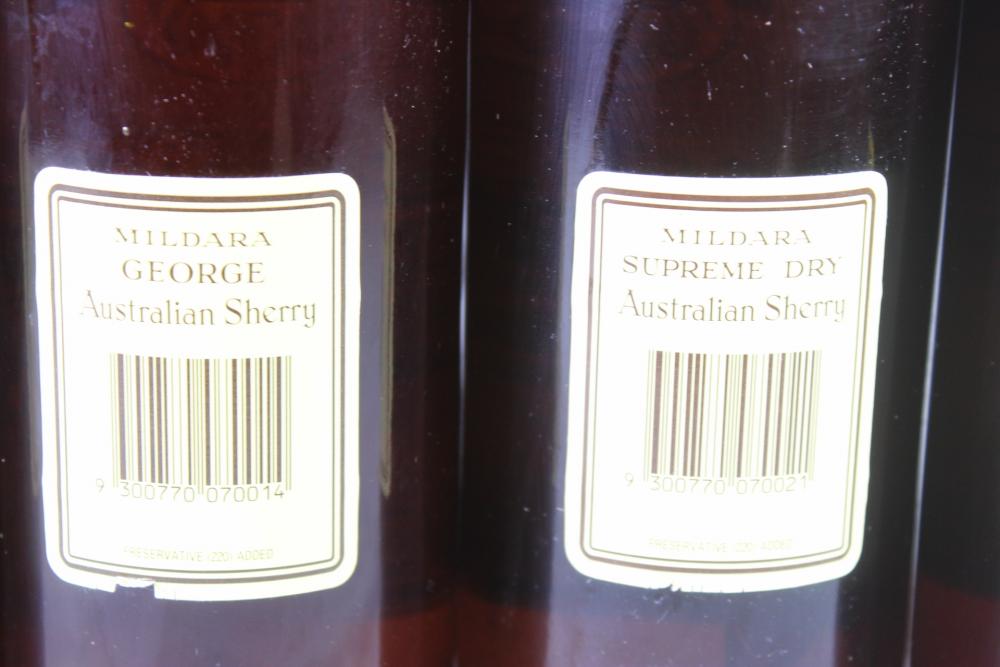 MILDARA
GEORGE
Australian Sherry
9 300770 070014
PRESERVATIVE (220) ADDED
MILDARA
SUPREME DRY
Australian Sherry
9 300770 070021
PRESERVATIVE (220) ADDED